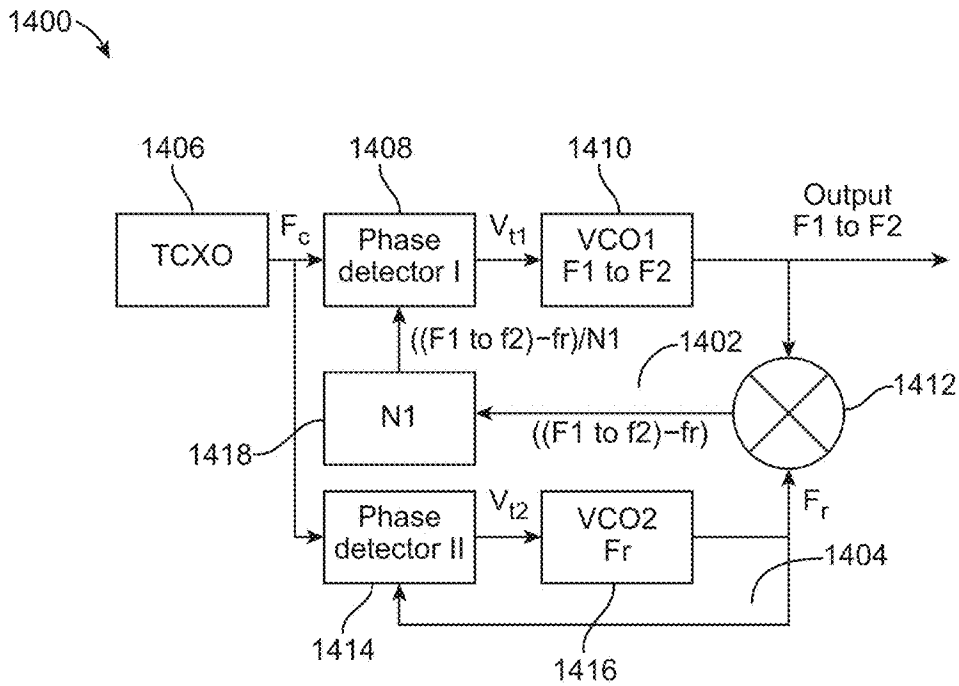 1400
1406
1408
1410
TCXO
Fc
Phase
detector I
Vt1
VCO1
F1 to F2
Output
F1 to F2
((F1 to f2)−fr)/N1
1402
1412
N1
((F1 to f2)−fr)
1418
Phase
detector II
Vt2
VCO2
Fr
Fr
1404
1414
1416